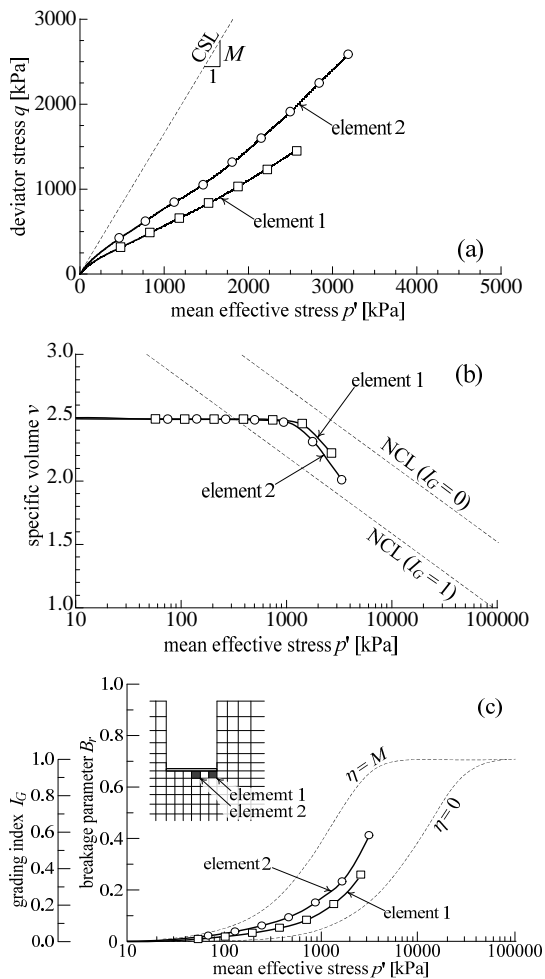 3000
2000
1000
0
deviator stress q [kPa]
CSL
M
1
element 2
element 1
(a)
0 1000 2000 3000 4000 5000
mean effective stress p' [kPa]
3.0
2.5
2.0
1.5
1.0
specific volume v
(b)
element 1
element 2
NCL (I_G = 0)
NCL (I_G = 1)
10 100 1000 10000 100000
mean effective stress p' [kPa]
1.0
0.8
0.6
0.4
0.2
0
breakage parameter B_r
1.0
0.8
0.6
0.4
0.2
0.0
grading index I_G
(c)
elememt 1
elememt 2
η=M
η=0
element 2
element 1
10 100 1000 10000 100000
mean effective stress p' [kPa]